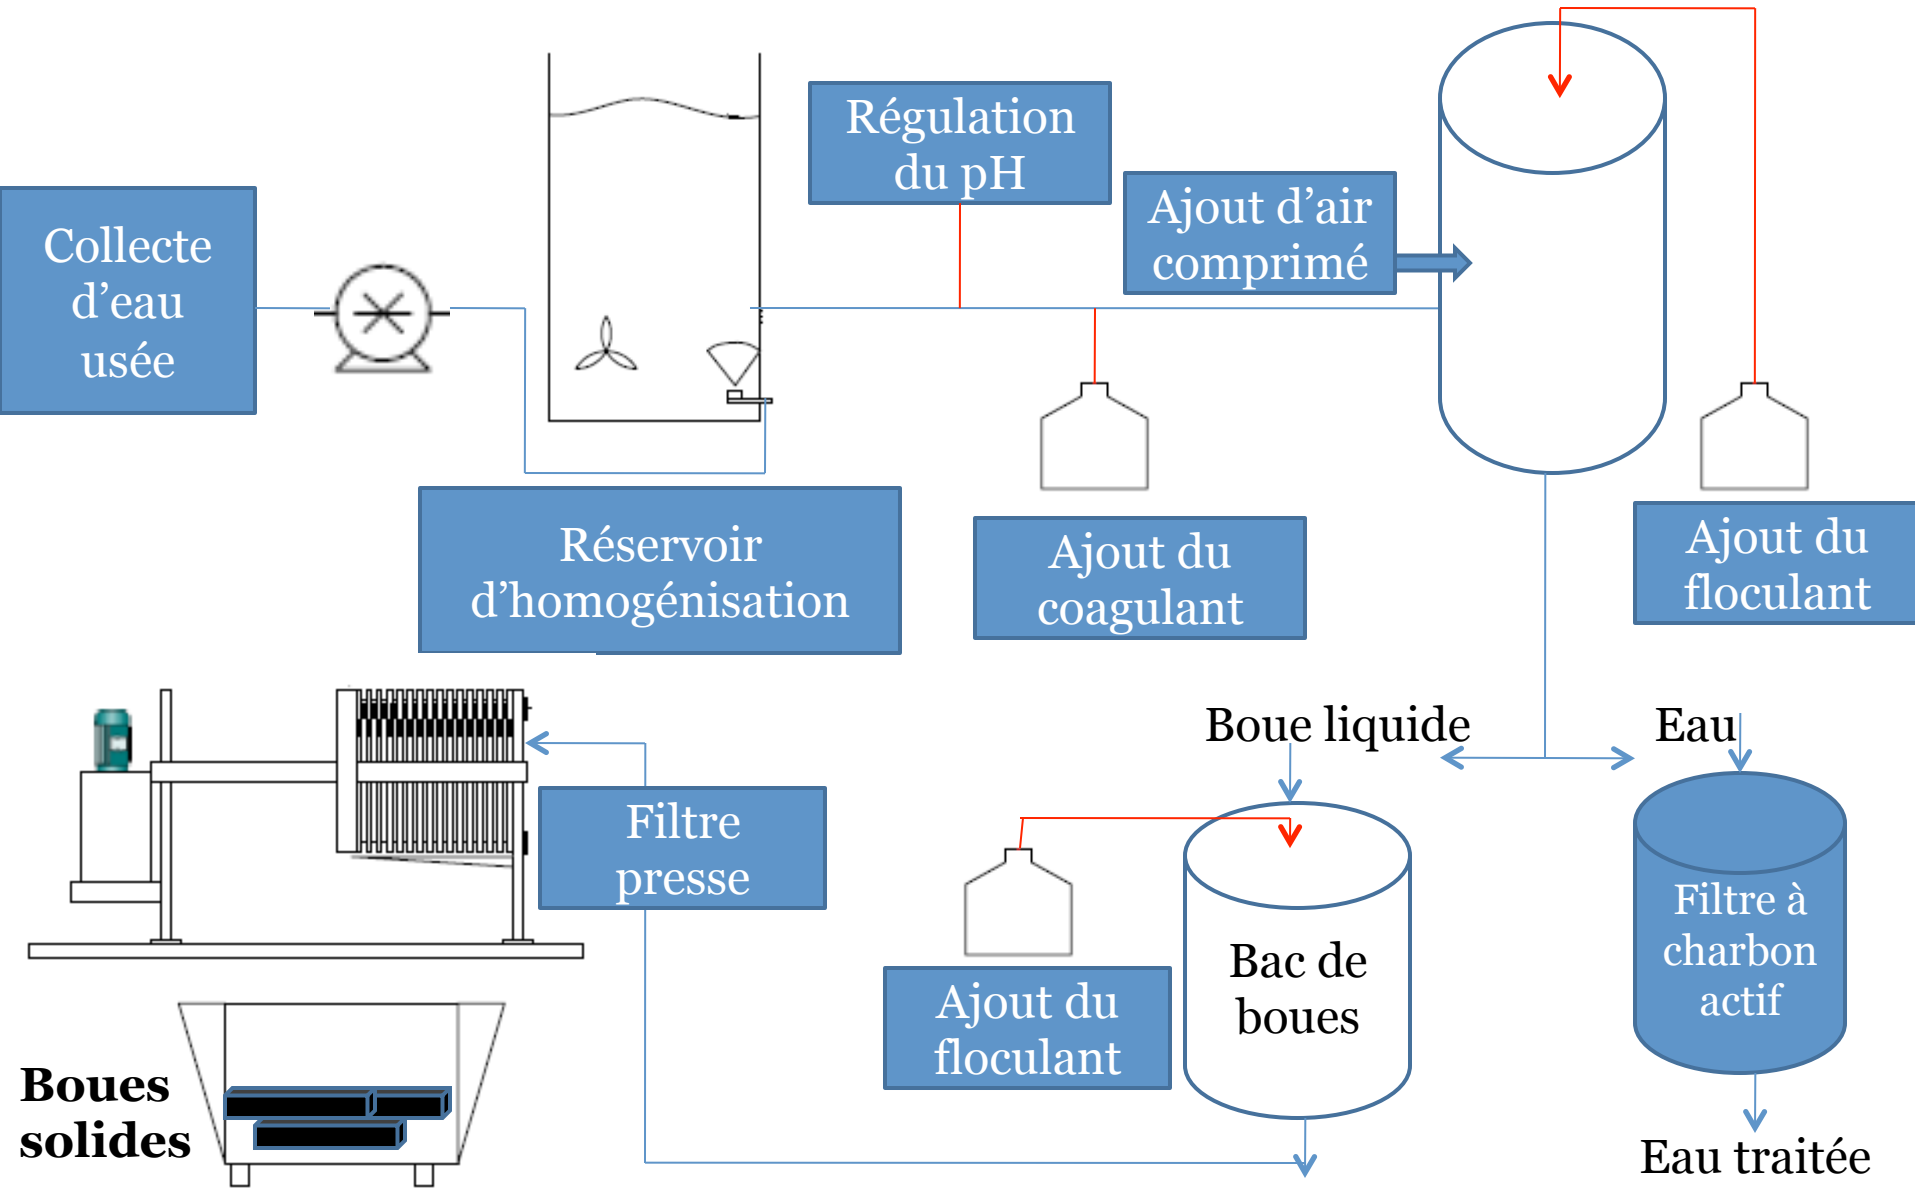 Régulation
du pH
Ajout d’air
comprimé
Collecte
d’eau
usée
Réservoir
d’homogénisation
Ajout du
coagulant
Ajout du
floculant
Boue liquide
Eau
Filtre
presse
Filtre à
charbon
actif
Bac de
boues
Ajout du
floculant
Boues
solides
Eau traitée